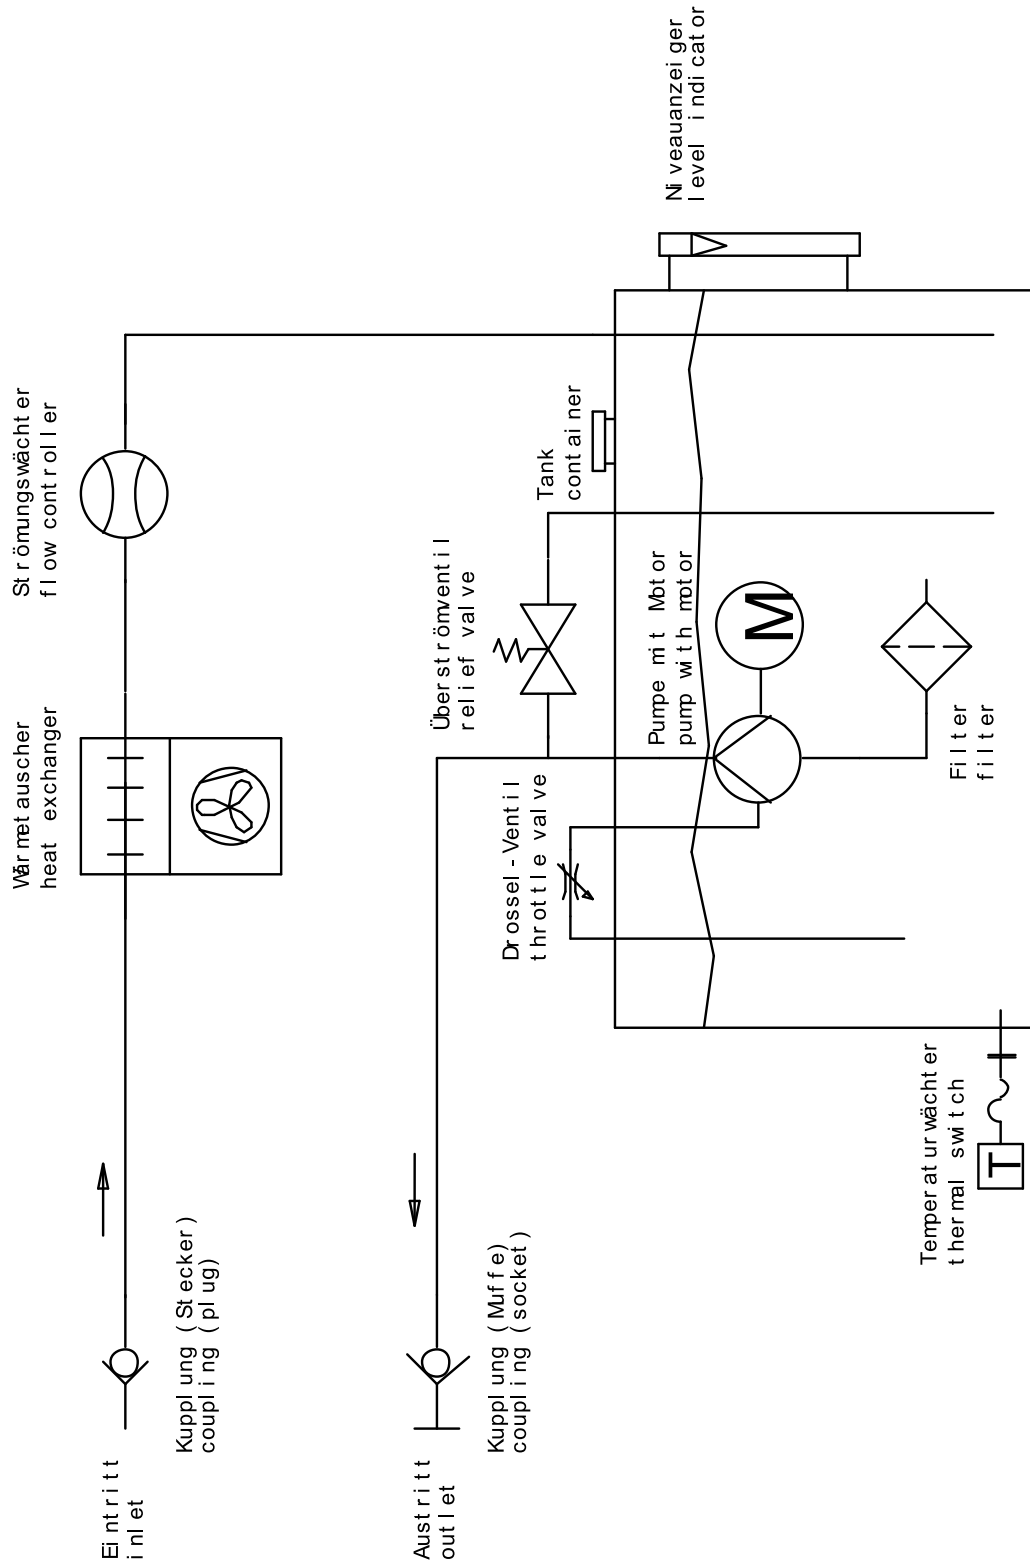 Strömungswächter
flow controller
Wärmetauscher
heat exchanger
Eintritt
inlet
Kupplung (Stecker)
coupling (plug)
Niveauanzeiger
level indicator
Tank
container
Überströmventil
relief valve
Pumpe mit Motor
pump with motor
M
Drossel-Ventil
throttle valve
Filter
filter
Austritt
outlet
Kupplung (Muffe)
coupling (socket)
Temperaturwächter
thermal switch
T